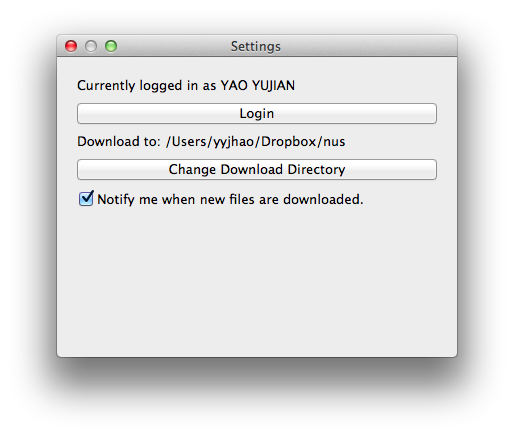 Settings
Currently logged in as YAO YUJIAN
Login
Download to: /Users/yyjhao/Dropbox/nus
Change Download Directory
Notify me when new files are downloaded.